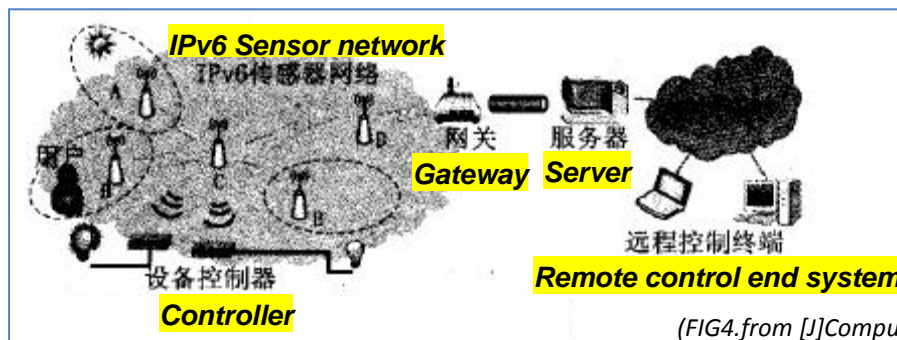 IPv6 Sensor network
IPv6传感器网络
A
用户
C
D
B
网关
服务器
Gateway
Server
设备控制器
远程控制终端
Controller
Remote control end system
(FIG4.from [J]Compu